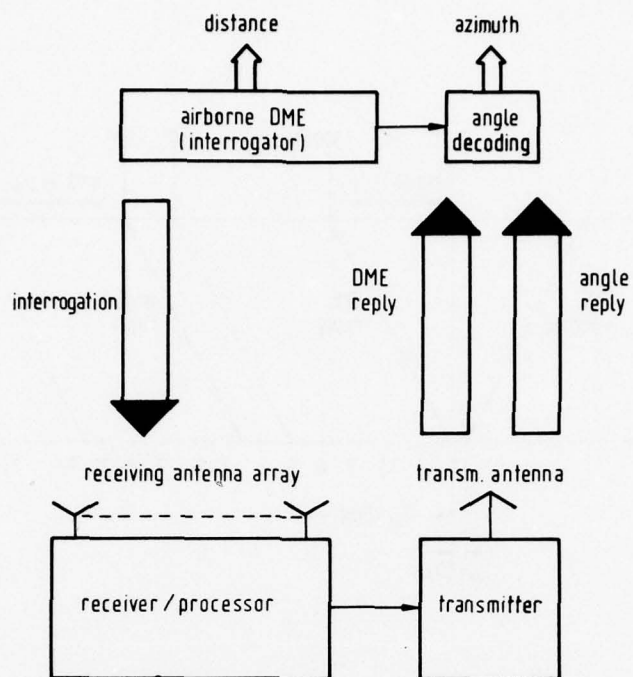 distance
azimuth
airborne DME
(interrogator)
angle
decoding
interrogation
DME
reply
angle
reply
receiving antenna array
transm. antenna
receiver/processor
transmitter